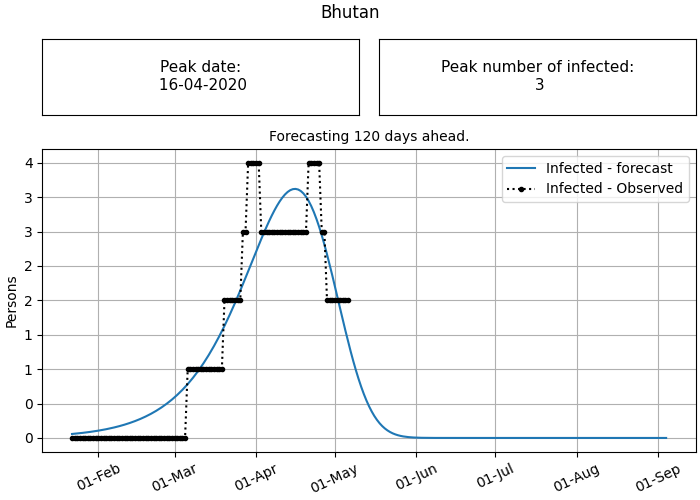 Bhutan
Peak date:
16-04-2020
Peak number of infected:
3
Forecasting 120 days ahead.
Infected - forecast
Infected - Observed
Persons
4
3
3
2
2
1
1
0
0
01-Feb
01-Mar
01-Apr
01-May
01-Jun
01-Jul
01-Aug
01-Sep